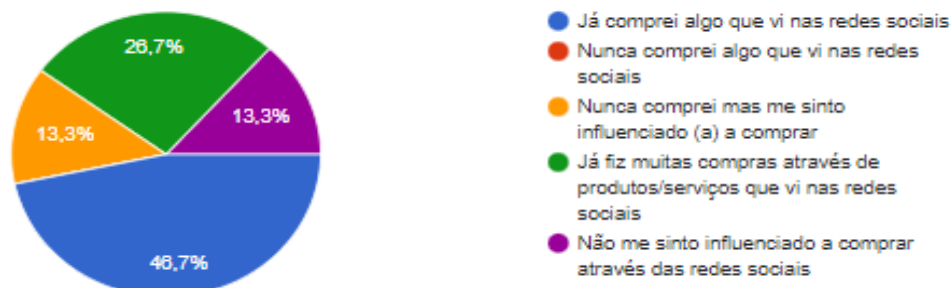 26,7%
13,3%
13,3%
46,7%
Já comprei algo que vi nas redes sociais
Nunca comprei algo que vi nas redes
sociais
Nunca comprei mas me sinto
influenciado (a) a comprar
Já fiz muitas compras através de
produtos/serviços que vi nas redes
sociais
Não me sinto influenciado a comprar
através das redes sociais